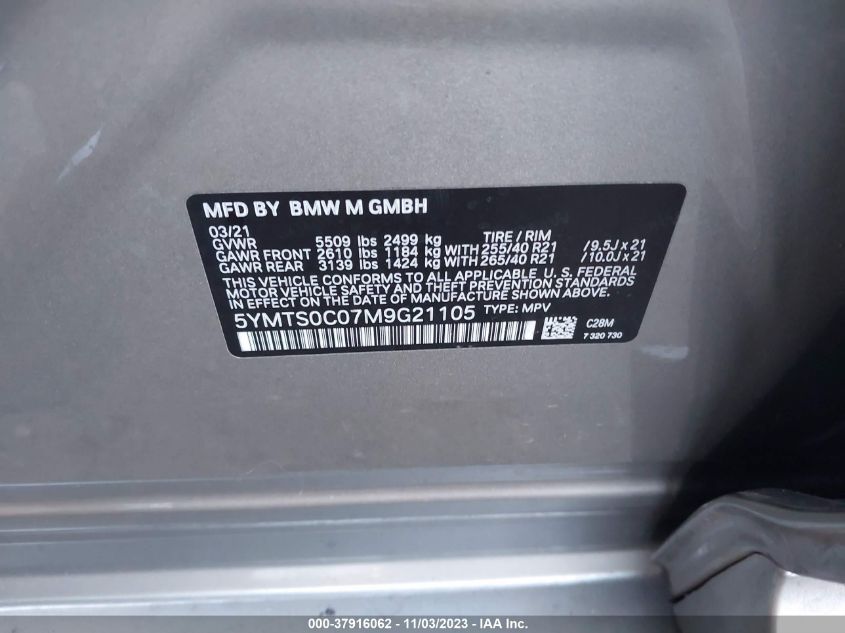 MFD BY BMW M GMBH
03/21 TIRE / RIM
GVWR 5509 lbs 2499 kg
GAWR FRONT 2610 lbs 1184 kg WITH 255/40 R21 /9.5J x 21
GAWR REAR 3139 lbs 1424 kg WITH 265/40 R21 /10.0J x 21
THIS VEHICLE CONFORMS TO ALL APPLICABLE U. S. FEDERAL
MOTOR VEHICLE SAFETY AND THEFT PREVENTION STANDARDS
IN EFFECT ON THE DATE OF MANUFACTURE SHOWN ABOVE.
5YMTS0C07M9G21105 TYPE: MPV
C28M
7 320 730
000-37916062 - 11/03/2023 - IAA Inc.